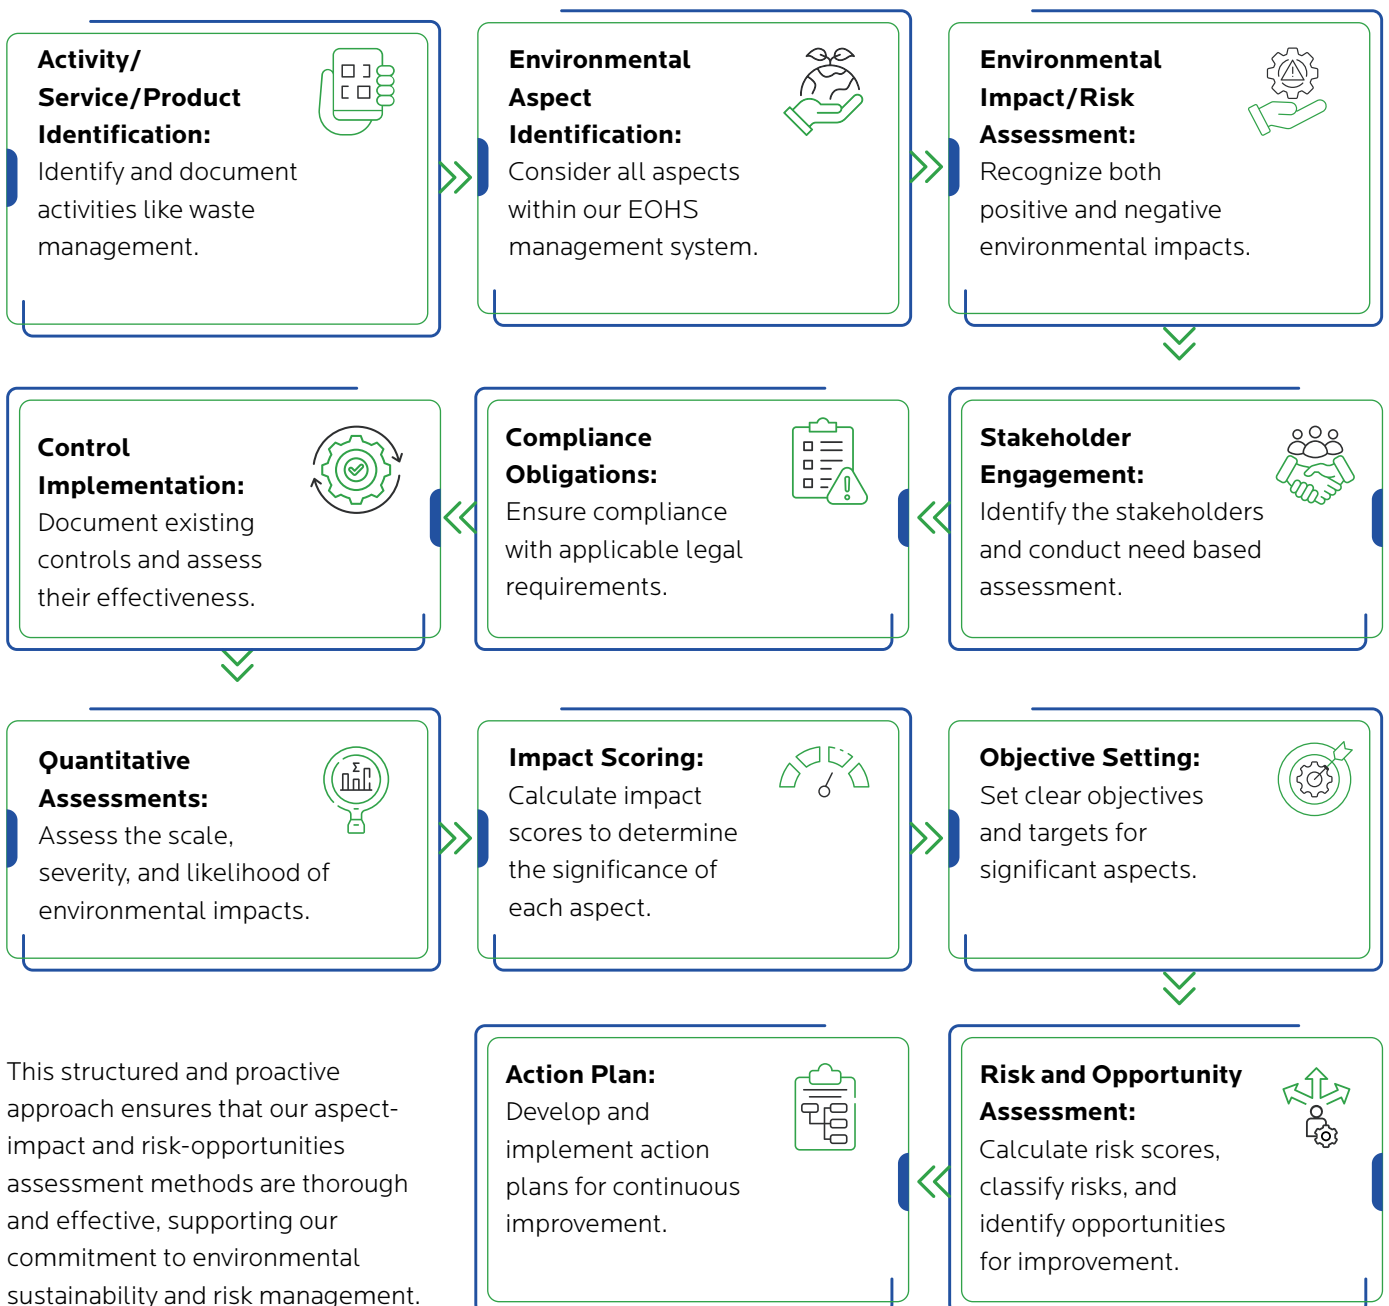 Activity/
Service/Product
Identification:
Identify and document
activities like waste
management.
Environmental
Aspect
Identification:
Consider all aspects
within our EOHS
management system.
Environmental
Impact/Risk
Assessment:
Recognize both
positive and negative
environmental impacts.
Stakeholder
Engagement:
Identify the stakeholders
and conduct need based
assessment.
Compliance
Obligations:
Ensure compliance
with applicable legal
requirements.
Control
Implementation:
Document existing
controls and assess
their effectiveness.
Quantitative
Assessments:
Assess the scale,
severity, and likelihood of
environmental impacts.
Impact Scoring:
Calculate impact
scores to determine
the significance of
each aspect.
Objective Setting:
Set clear objectives
and targets for
significant aspects.
Risk and Opportunity
Assessment:
Calculate risk scores,
classify risks, and
identify opportunities
for improvement.
Action Plan:
Develop and
implement action
plans for continuous
improvement.
This structured and proactive
approach ensures that our aspect-
impact and risk-opportunities
assessment methods are thorough
and effective, supporting our
commitment to environmental
sustainability and risk management.